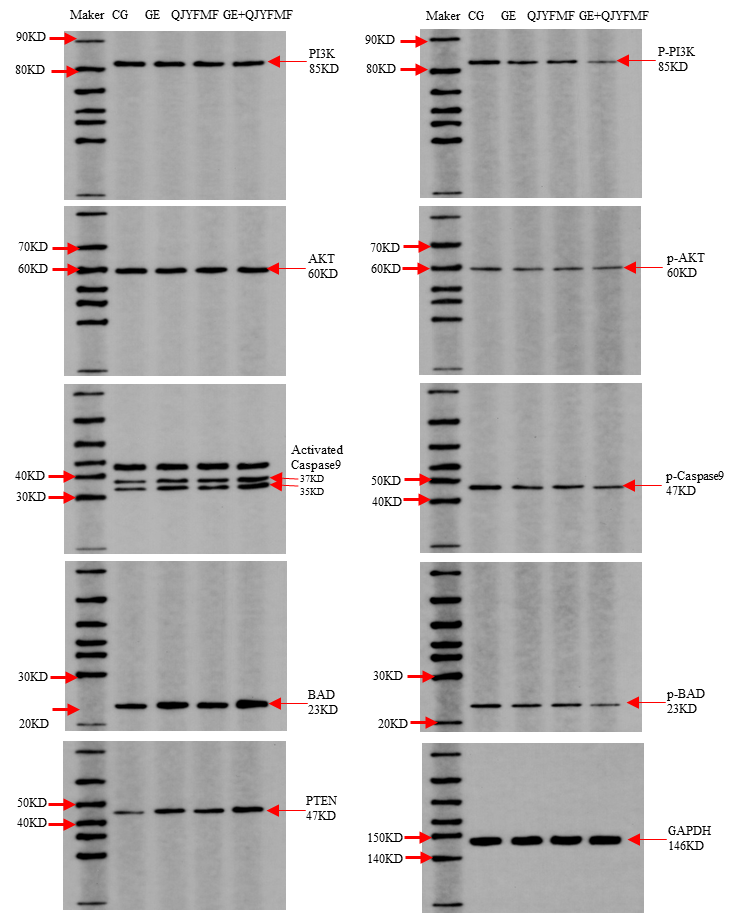 Maker CG GE QJYFMF GE+QJYFMF
90KD
80KD
PI3K
85KD
Maker CG GE QJYFMF GE+QJYFMF
90KD
80KD
P-PI3K
85KD
70KD
60KD
AKT
60KD
70KD
60KD
p-AKT
60KD
40KD
30KD
Activated
Caspase9
37KD
35KD
50KD
40KD
p-Caspase9
47KD
30KD
20KD
BAD
23KD
30KD
20KD
p-BAD
23KD
50KD
40KD
PTEN
47KD
150KD
140KD
GAPDH
146KD